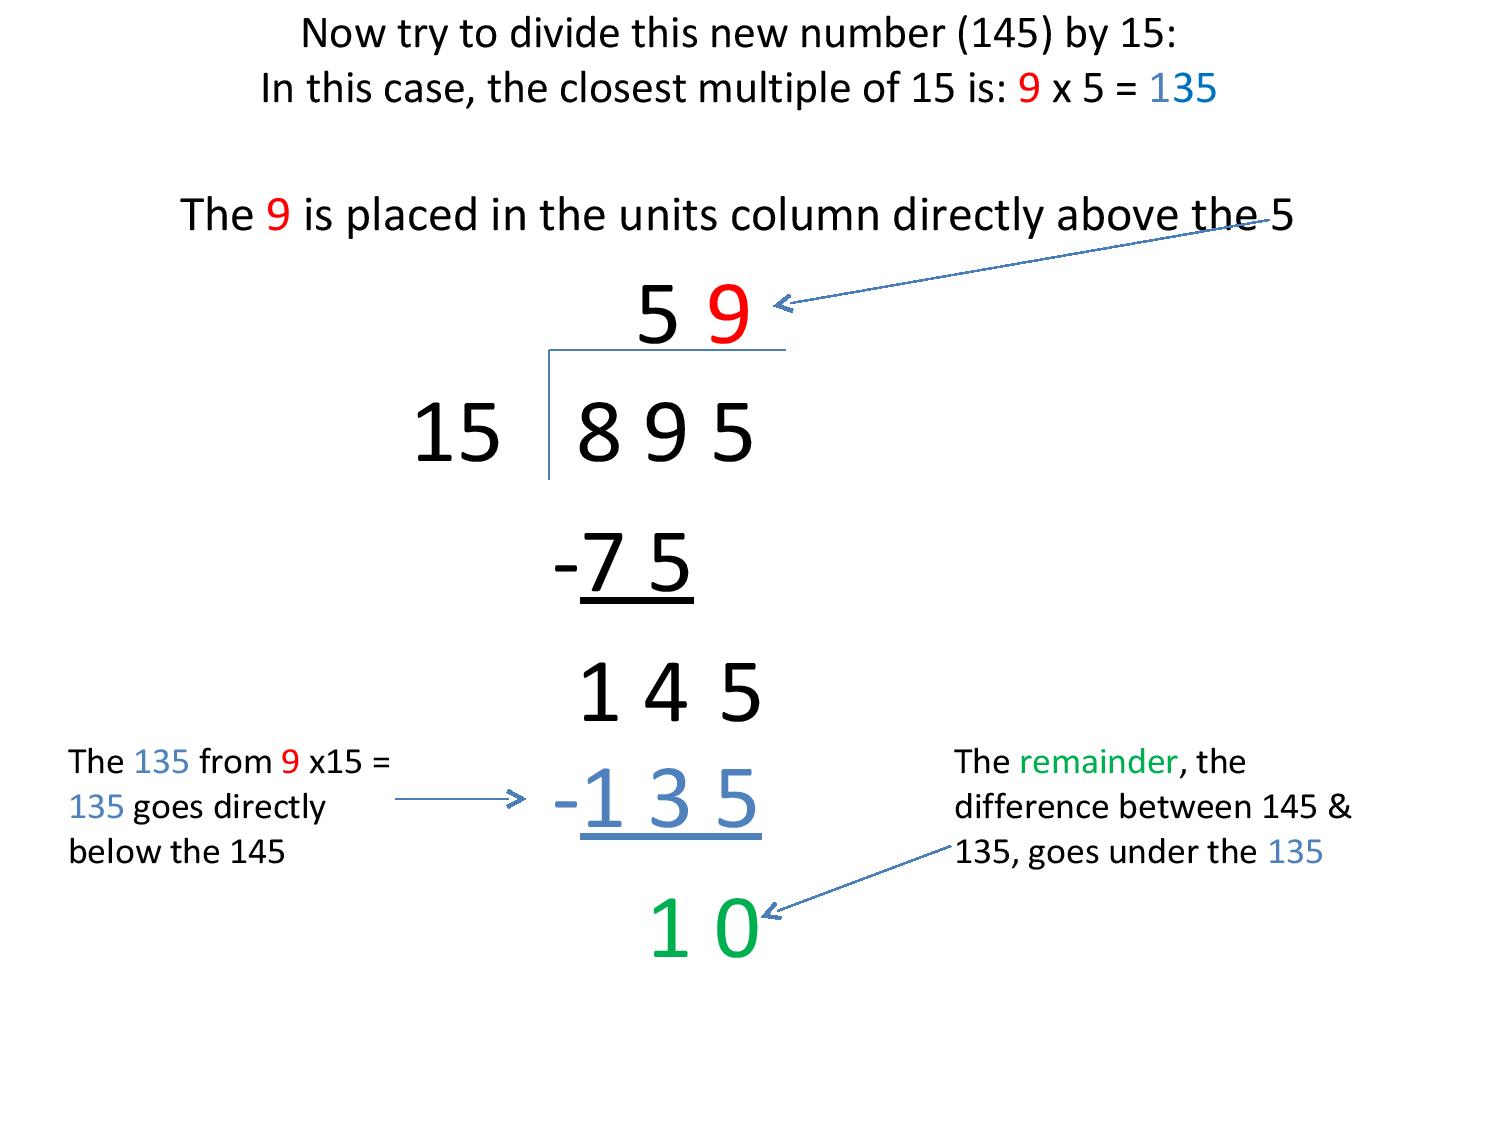 Now try to divide this new number (145) by 15:
In this case, the closest multiple of 15 is: 9 x 5 = 135
The 9 is placed in the units column directly above the 5
5 9
15 8 9 5
-7 5
1 4 5
The 135 from 9 x15 =
135 goes directly
below the 145
-1 3 5
The remainder, the
difference between 145 &
135, goes under the 135
1 0